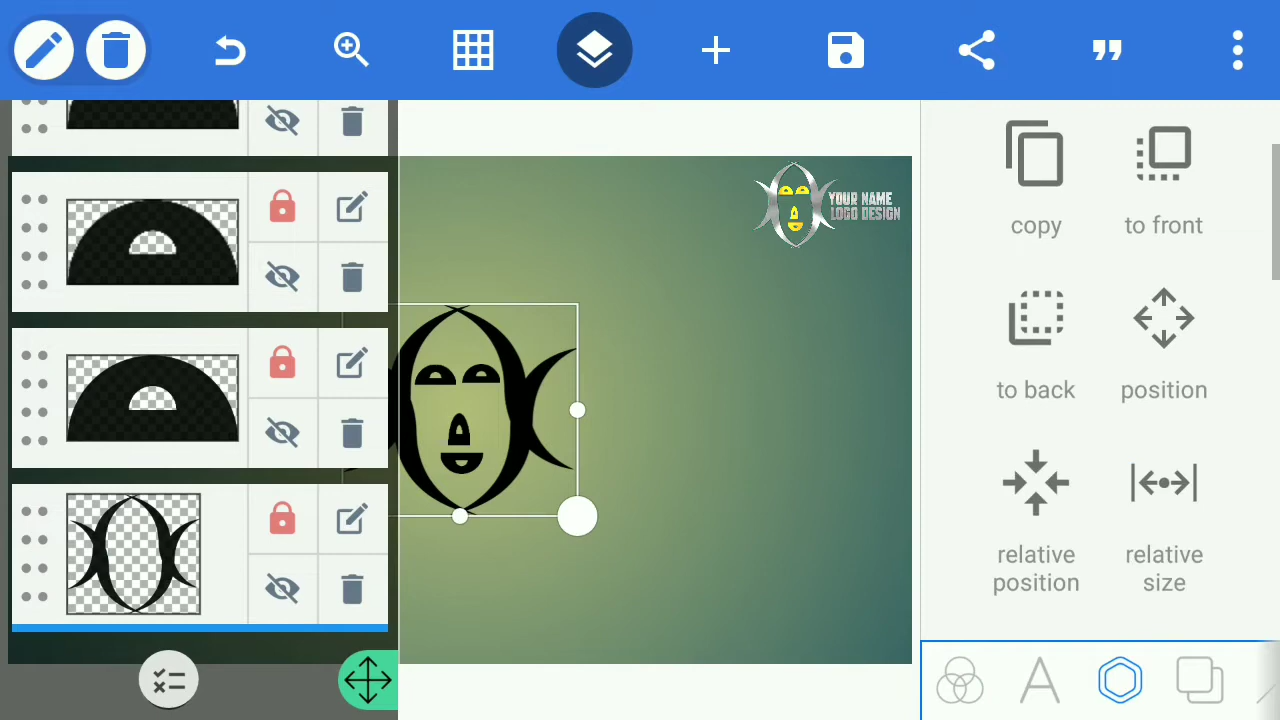 YOUR NAME
LOGO DESIGN
copy
to front
to back
position
relative position
relative size